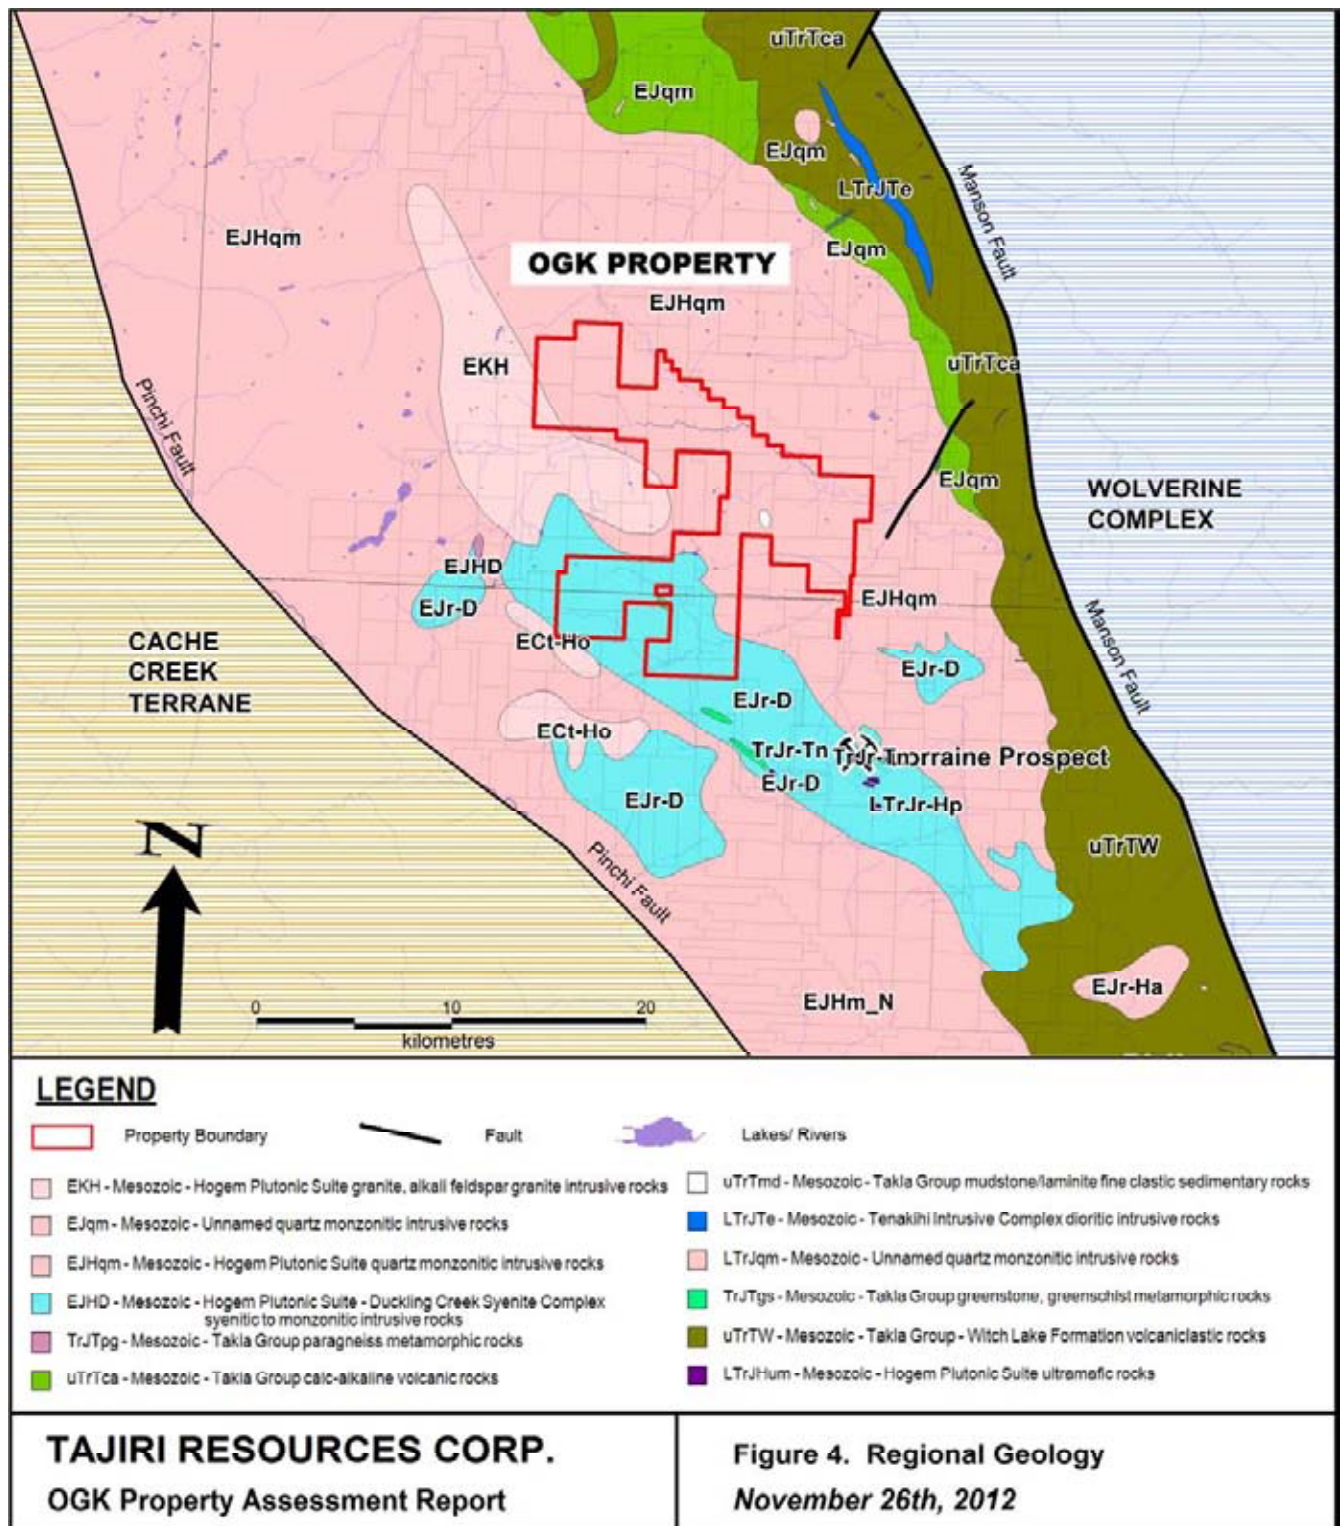 uTrTca
EJqm
EJqm
LTrJTe
Manson Fault
EJHqm
EJqm
OGK PROPERTY
EJHqm
EKH
uTrTca
Pinchi Fault
EJqm
WOLVERINE
COMPLEX
EJHD
EJr-D
EJHqm
CACHE
CREEK
TERRANE
ECt-Ho
EJr-D
Manson Fault
EJr-D
ECt-Ho
TrJr-Tn
Lorraine Prospect
EJr-D
EJr-D
LTrJr-Hp
uTrTW
Pinchi Fault
N
EJr-Ha
EJHm_N
0 10 20
kilometres
LEGEND
Property Boundary Fault Lakes/ Rivers
EKH - Mesozoic - Hogem Plutonic Suite granite, alkali feldspar granite intrusive rocks
EJqm - Mesozoic - Unnamed quartz monzonitic intrusive rocks
EJHqm - Mesozoic - Hogem Plutonic Suite quartz monzonitic intrusive rocks
EJHD - Mesozoic - Hogem Plutonic Suite - Duckling Creek Syenite Complex
syenitic to monzonitic intrusive rocks
TrJTpg - Mesozoic - Takla Group paragneiss metamorphic rocks
uTrTca - Mesozoic - Takla Group calc-alkaline volcanic rocks
uTrTmd - Mesozoic - Takla Group mudstone/laminite fine clastic sedimentary rocks
LTrJTe - Mesozoic - Tenakihi Intrusive Complex dioritic intrusive rocks
LTrJqm - Mesozoic - Unnamed quartz monzonitic intrusive rocks
TrJTgs - Mesozoic - Takla Group greenstone, greenschist metamorphic rocks
uTrTW - Mesozoic - Takla Group - Witch Lake Formation volcaniclastic rocks
LTrJHum - Mesozoic - Hogem Plutonic Suite ultramafic rocks
TAJIRI RESOURCES CORP.
OGK Property Assessment Report
Figure 4. Regional Geology
November 26th, 2012